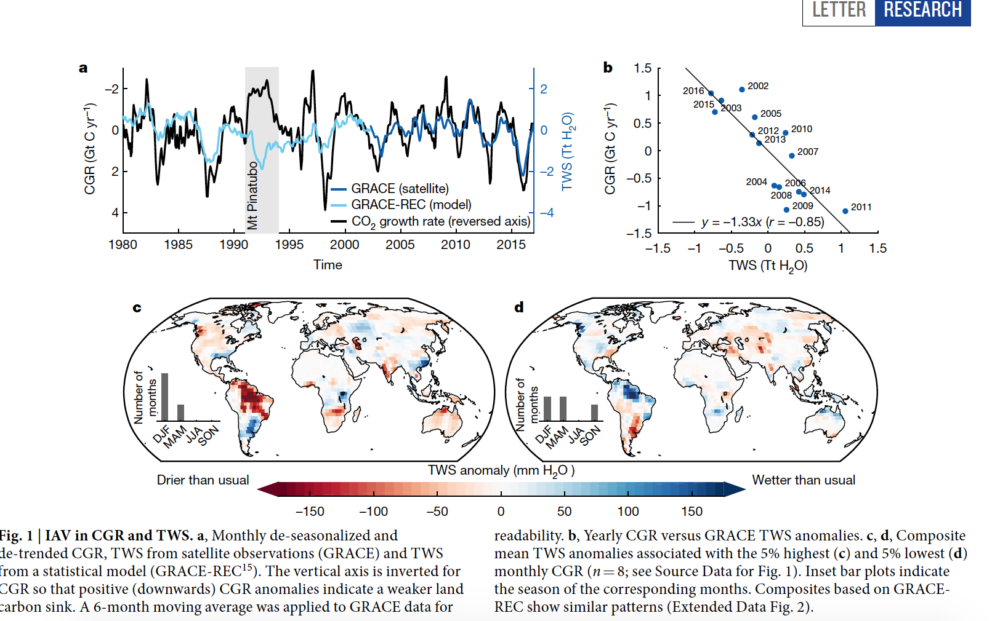 LETTER RESEARCH
a
CGR (Gt C yr−1)
−2
0
2
4
2
0
−2
−4
TWS (Tt H2O)
Mt Pinatubo
GRACE (satellite)
GRACE-REC (model)
CO2 growth rate (reversed axis)
1980 1985 1990 1995 2000 2005 2010 2015
Time
b
CGR (Gt C yr−1)
1.5
1
0.5
0
−0.5
−1
−1.5
2016
2002
2015
2003
2005
2012
2010
2013
2007
2004
2006
2008
2014
2009
2011
y = −1.33x (r = −0.85)
−1.5 −1 −0.5 0 0.5 1 1.5
TWS (Tt H2O)
c
Number of
months
DJF
MAM
JJA
SON
d
Number of
months
DJF
MAM
JJA
SON
TWS anomaly (mm H2O )
Drier than usual
Wetter than usual
−150 −100 −50 0 50 100 150
Fig. 1 | IAV in CGR and TWS. a, Monthly de-seasonalized and
de-trended CGR, TWS from satellite observations (GRACE) and TWS
from a statistical model (GRACE-REC15). The vertical axis is inverted for
CGR so that positive (downwards) CGR anomalies indicate a weaker land
carbon sink. A 6-month moving average was applied to GRACE data for
readability. b, Yearly CGR versus GRACE TWS anomalies. c, d, Composite
mean TWS anomalies associated with the 5% highest (c) and 5% lowest (d)
monthly CGR (n = 8; see Source Data for Fig. 1). Inset bar plots indicate
the season of the corresponding months. Composites based on GRACE-
REC show similar patterns (Extended Data Fig. 2).